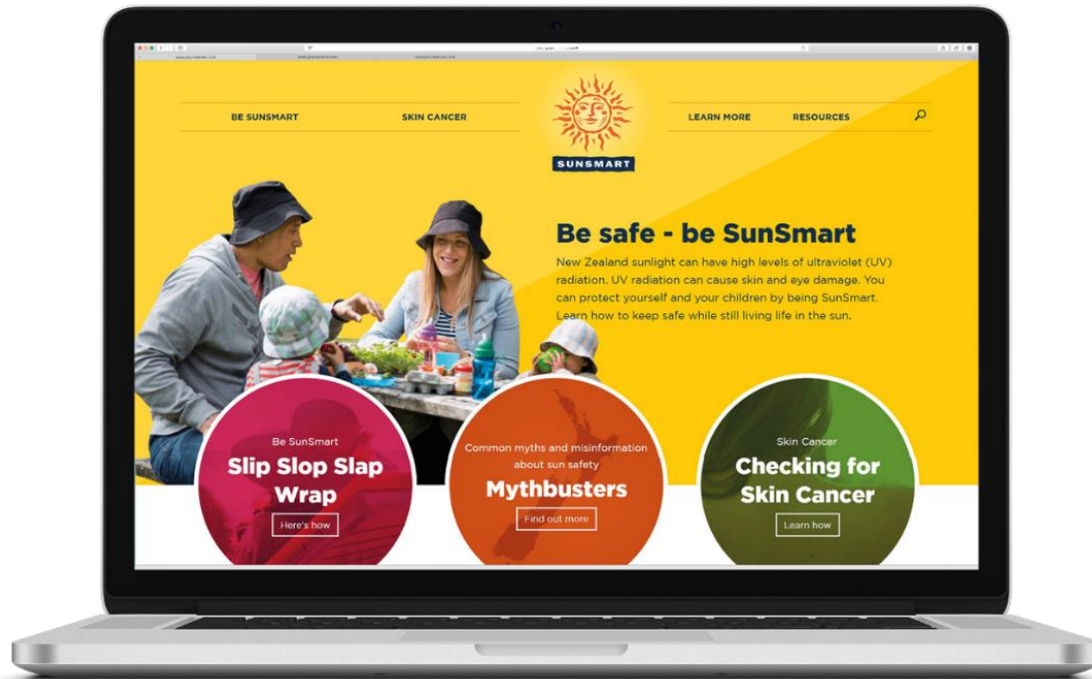 BE SUNSMART
SKIN CANCER
SUNSMART
LEARN MORE
RESOURCES
Be safe - be SunSmart
New Zealand sunlight can have high levels of ultraviolet (UV)
radiation. UV radiation can cause skin and eye damage. You
can protect yourself and your children by being SunSmart.
Learn how to keep safe while still living life in the sun.
Be SunSmart
Slip Slop Slap
Wrap
Here's how
Common myths and misinformation
about sun safety
Mythbusters
Find out more
Skin Cancer
Checking for
Skin Cancer
Learn how